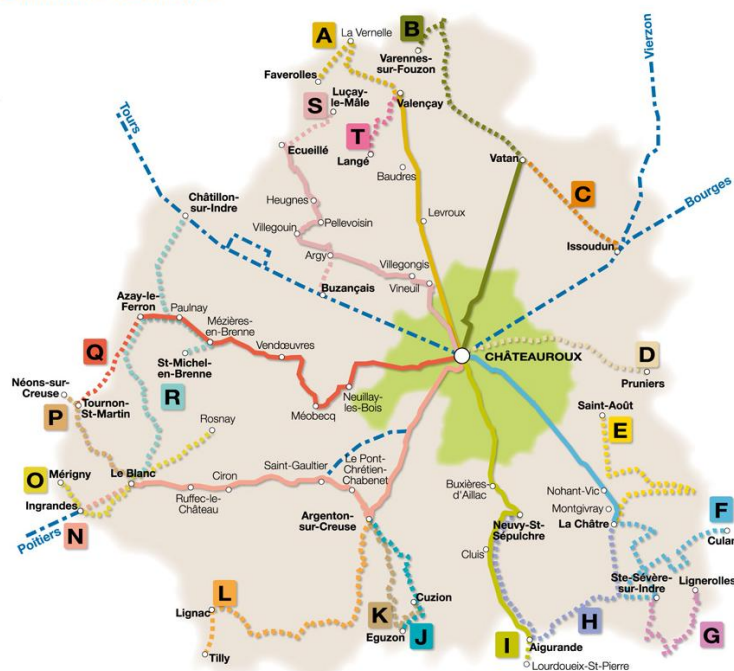 A
La Vernelle
B
Varennes-
sur-Fouzon
Vierzon
Faverolles
S
Luçay-
le-Mâle
Valençay
Tours
T
Langé
Ecueillé
Vatan
Baudres
C
Bourges
Châtillon-
sur-Indre
Heugnes
Levroux
Pellevoisin
Villegouin
Issoudun
Argy
Villegongis
Vineuil
Buzançais
Azay-le-
Ferron
Paulnay
Mézières-
en-Brenne
Q
Vendœuvres
CHÂTEAUROUX
D
St-Michel-
en-Brenne
Pruniers
Néons-sur-
Creuse
R
Neuillay-
les-Bois
Tournon-
St-Martin
P
Méobecq
Saint-Août
Rosnay
E
Le Pont-
Chrétien-
Chabenet
O
Mérigny
Le Blanc
Ciron
Saint-Gaultier
Buxières-
d'Aillac
Nohant-Vic
Ruffec-le-
Château
Ingrandes
Montgivray
N
Poitiers
Argenton-
sur-Creuse
Neuvy-St-
Sépulchre
La Châtre
F
Culan
Cluis
Ste-Sévère-
sur-Indre
Lignerolles
L
Lignac
Cuzion
K
H
J
Eguzon
I
Aigurande
G
Tilly
Lourdoueix-St-Pierre